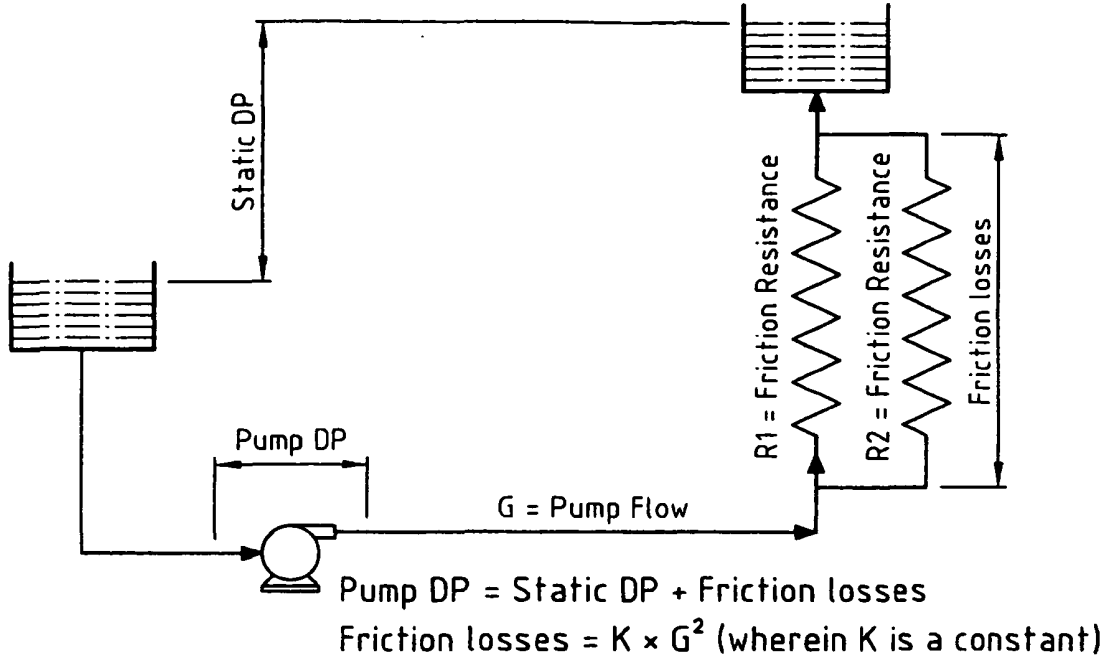 Static DP
R1 = Friction Resistance
R2 = Friction Resistance
Friction losses
Pump DP
G = Pump Flow
Pump DP = Static DP + Friction losses
Friction losses = K × G² (wherein K is a constant)